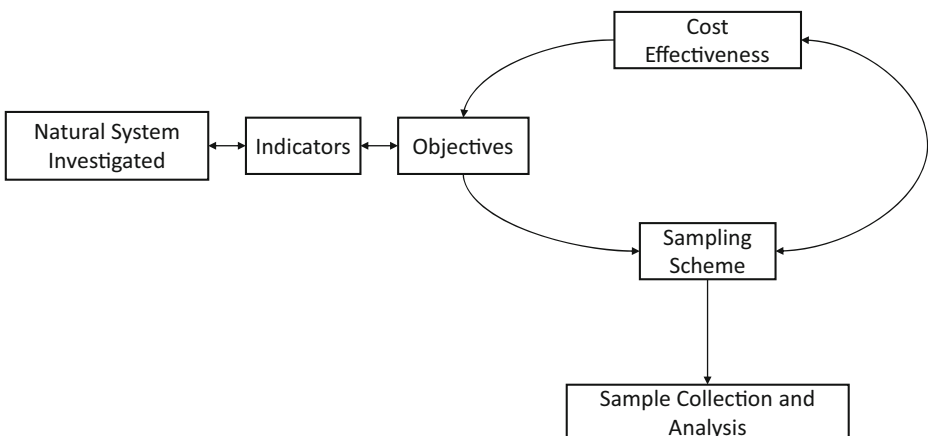 Cost
Effectiveness
Natural System
Investigated
Indicators
Objectives
Sampling
Scheme
Sample Collection and
Analysis